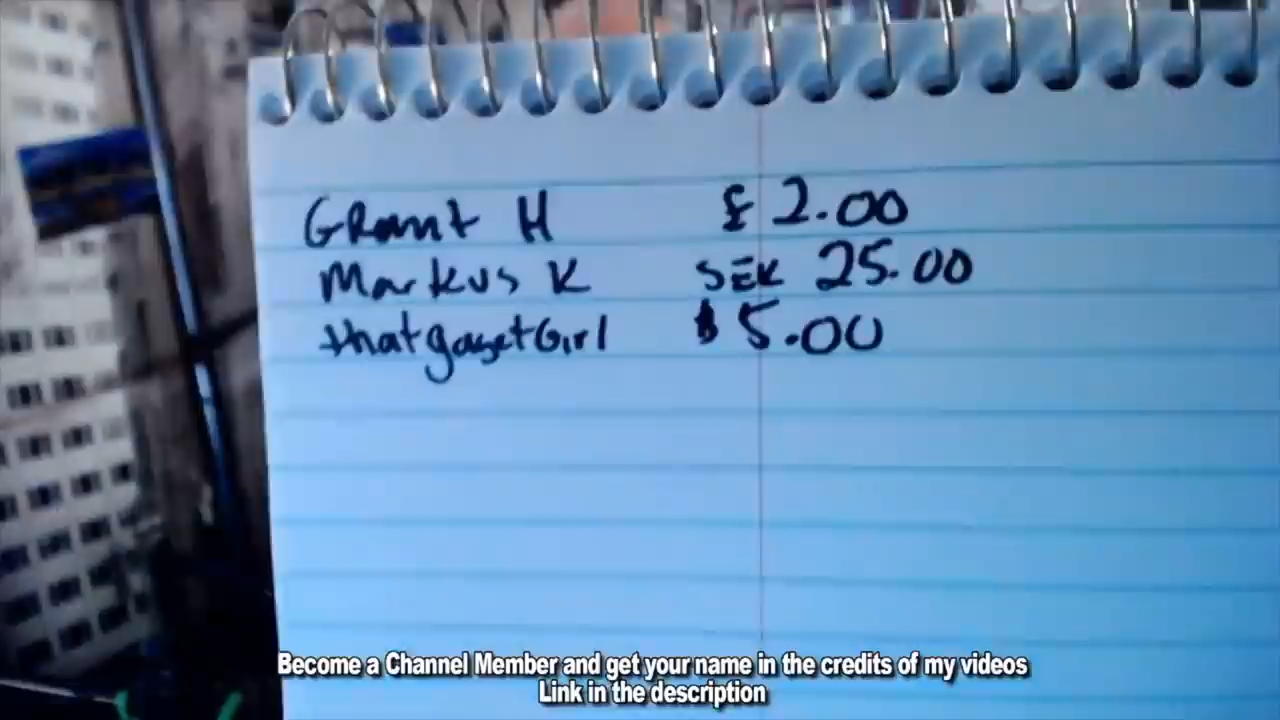 Grant H £ 2.00
Markus K SEK 25.00
thatgagetGirl $ 5.00
Become a Channel Member and get your name in the credits of my videos
Link in the description